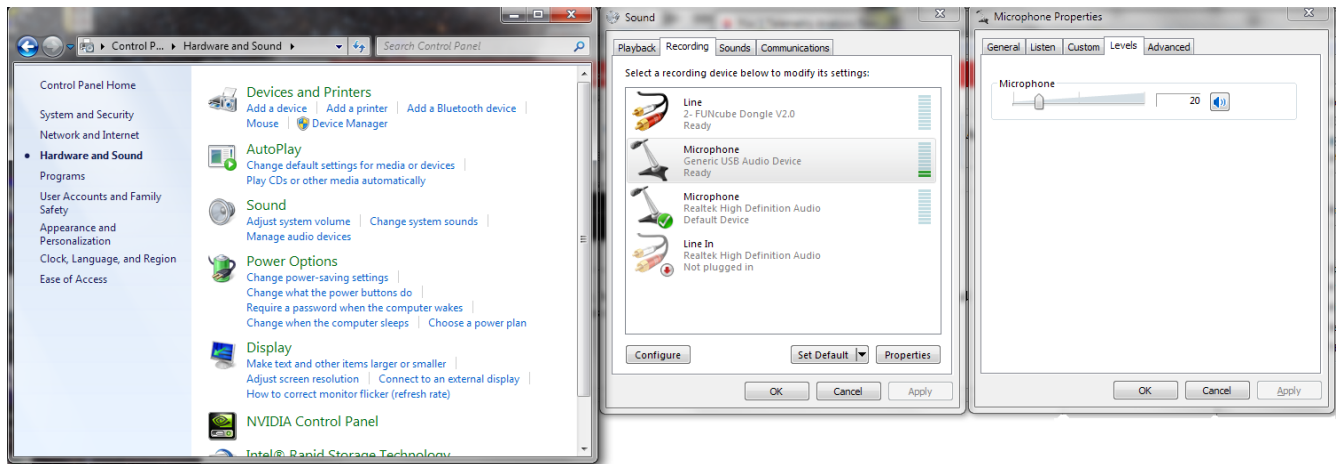 Control P... Hardware and Sound
Search Control Panel
Control Panel Home
System and Security
Network and Internet
Hardware and Sound
Programs
User Accounts and Family
Safety
Appearance and
Personalization
Clock, Language, and Region
Ease of Access
Devices and Printers
Add a device Add a printer Add a Bluetooth device
Mouse Device Manager
AutoPlay
Change default settings for media or devices
Play CDs or other media automatically
Sound
Adjust system volume Change system sounds
Manage audio devices
Power Options
Change power-saving settings
Change what the power buttons do
Require a password when the computer wakes
Change when the computer sleeps Choose a power plan
Display
Make text and other items larger or smaller
Adjust screen resolution Connect to an external display
How to correct monitor flicker (refresh rate)
NVIDIA Control Panel
Intel® Rapid Storage Technology
Sound
Playback Recording Sounds Communications
Select a recording device below to modify its settings:
Line
2- FUNcube Dongle V2.0
Ready
Microphone
Generic USB Audio Device
Ready
Microphone
Realtek High Definition Audio
Default Device
Line In
Realtek High Definition Audio
Not plugged in
Configure Set Default Properties
OK Cancel Apply
Microphone Properties
General Listen Custom Levels Advanced
Microphone
20
OK Cancel Apply